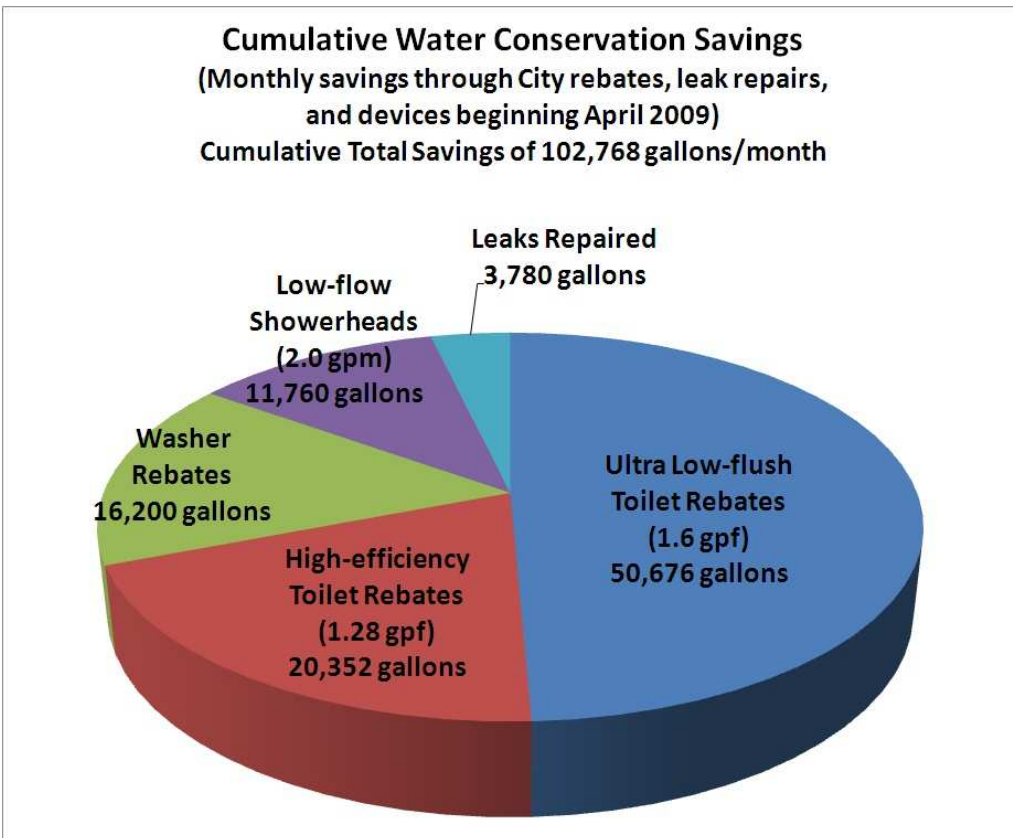 Cumulative Water Conservation Savings
(Monthly savings through City rebates, leak repairs,
and devices beginning April 2009)
Cumulative Total Savings of 102,768 gallons/month
Leaks Repaired
3,780 gallons
Low-flow
Showerheads
(2.0 gpm)
11,760 gallons
Washer
Rebates
16,200 gallons
Ultra Low-flush
Toilet Rebates
(1.6 gpf)
50,676 gallons
High-efficiency
Toilet Rebates
(1.28 gpf)
20,352 gallons